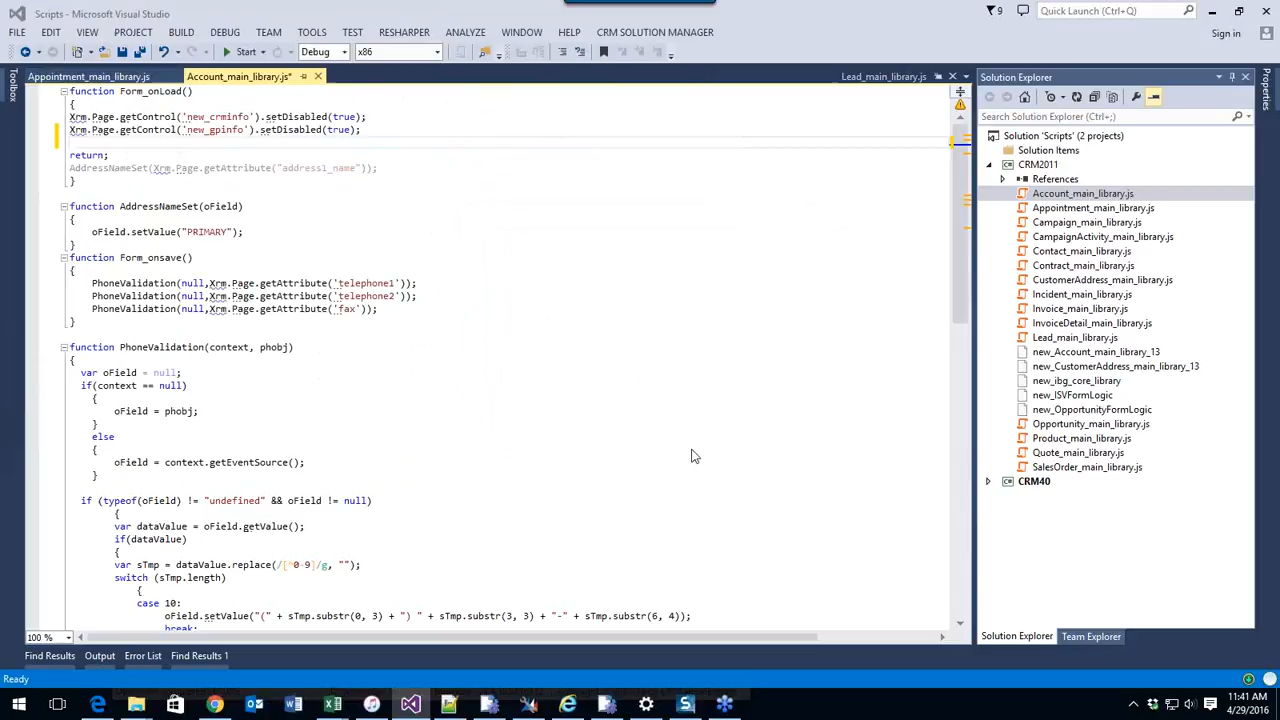 Scripts - Microsoft Visual Studio
9
Quick Launch (Ctrl+Q)
FILE EDIT VIEW PROJECT BUILD DEBUG TEAM TOOLS TEST RESHARPER ANALYZE WINDOW HELP CRM SOLUTION MANAGER
Sign in
Start Debug x86
Toolbox
Appointment_main_library.js Account_main_library.js* Lead_main_library.js
function Form_onLoad()
{
Xrm.Page.getControl('new_crminfo').setDisabled(true);
Xrm.Page.getControl('new_gpinfo').setDisabled(true);
return;
AddressNameSet(Xrm.Page.getAttribute("address1_name"));
}
function AddressNameSet(oField)
{
oField.setValue("PRIMARY");
}
function Form_onsave()
{
PhoneValidation(null,Xrm.Page.getAttribute('telephone1'));
PhoneValidation(null,Xrm.Page.getAttribute('telephone2'));
PhoneValidation(null,Xrm.Page.getAttribute('fax'));
}
function PhoneValidation(context, phobj)
{
var oField = null;
if(context == null)
{
oField = phobj;
}
else
{
oField = context.getEventSource();
}
if (typeof(oField) != "undefined" && oField != null)
{
var dataValue = oField.getValue();
if(dataValue)
{
var sTmp = dataValue.replace(/[^0-9]/g, "");
switch (sTmp.length)
{
case 10:
oField.setValue("(" + sTmp.substr(0, 3) + ") " + sTmp.substr(3, 3) + "-" + sTmp.substr(6, 4));
break;
100 %
Solution Explorer
Search Solution Explorer (Ctrl+;)
Solution 'Scripts' (2 projects)
Solution Items
CRM2011
References
Account_main_library.js
Appointment_main_library.js
Campaign_main_library.js
CampaignActivity_main_library.js
Contact_main_library.js
Contract_main_library.js
CustomerAddress_main_library.js
Incident_main_library.js
Invoice_main_library.js
InvoiceDetail_main_library.js
Lead_main_library.js
new_Account_main_library_13
new_CustomerAddress_main_library_13
new_ibg_core_library
new_ISVFormLogic
new_OpportunityFormLogic
Opportunity_main_library.js
Product_main_library.js
Quote_main_library.js
SalesOrder_main_library.js
CRM40
Solution Explorer Team Explorer
Properties
Find Results Output Error List Find Results 1
Ready
11:41 AM
4/29/2016